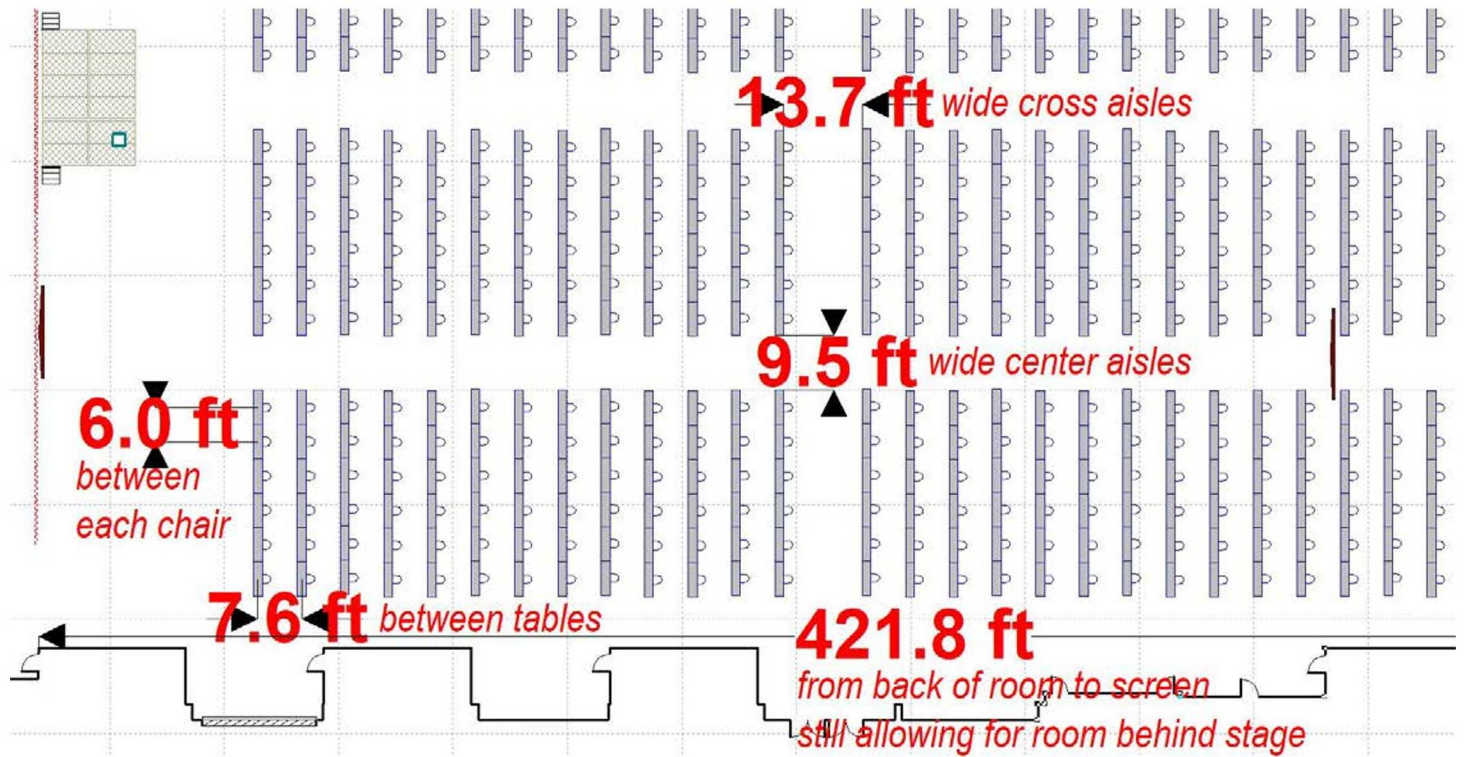 13.7 ft wide cross aisles
9.5 ft wide center aisles
6.0 ft
between
each chair
7.6 ft between tables
421.8 ft
from back of room to screen
still allowing for room behind stage